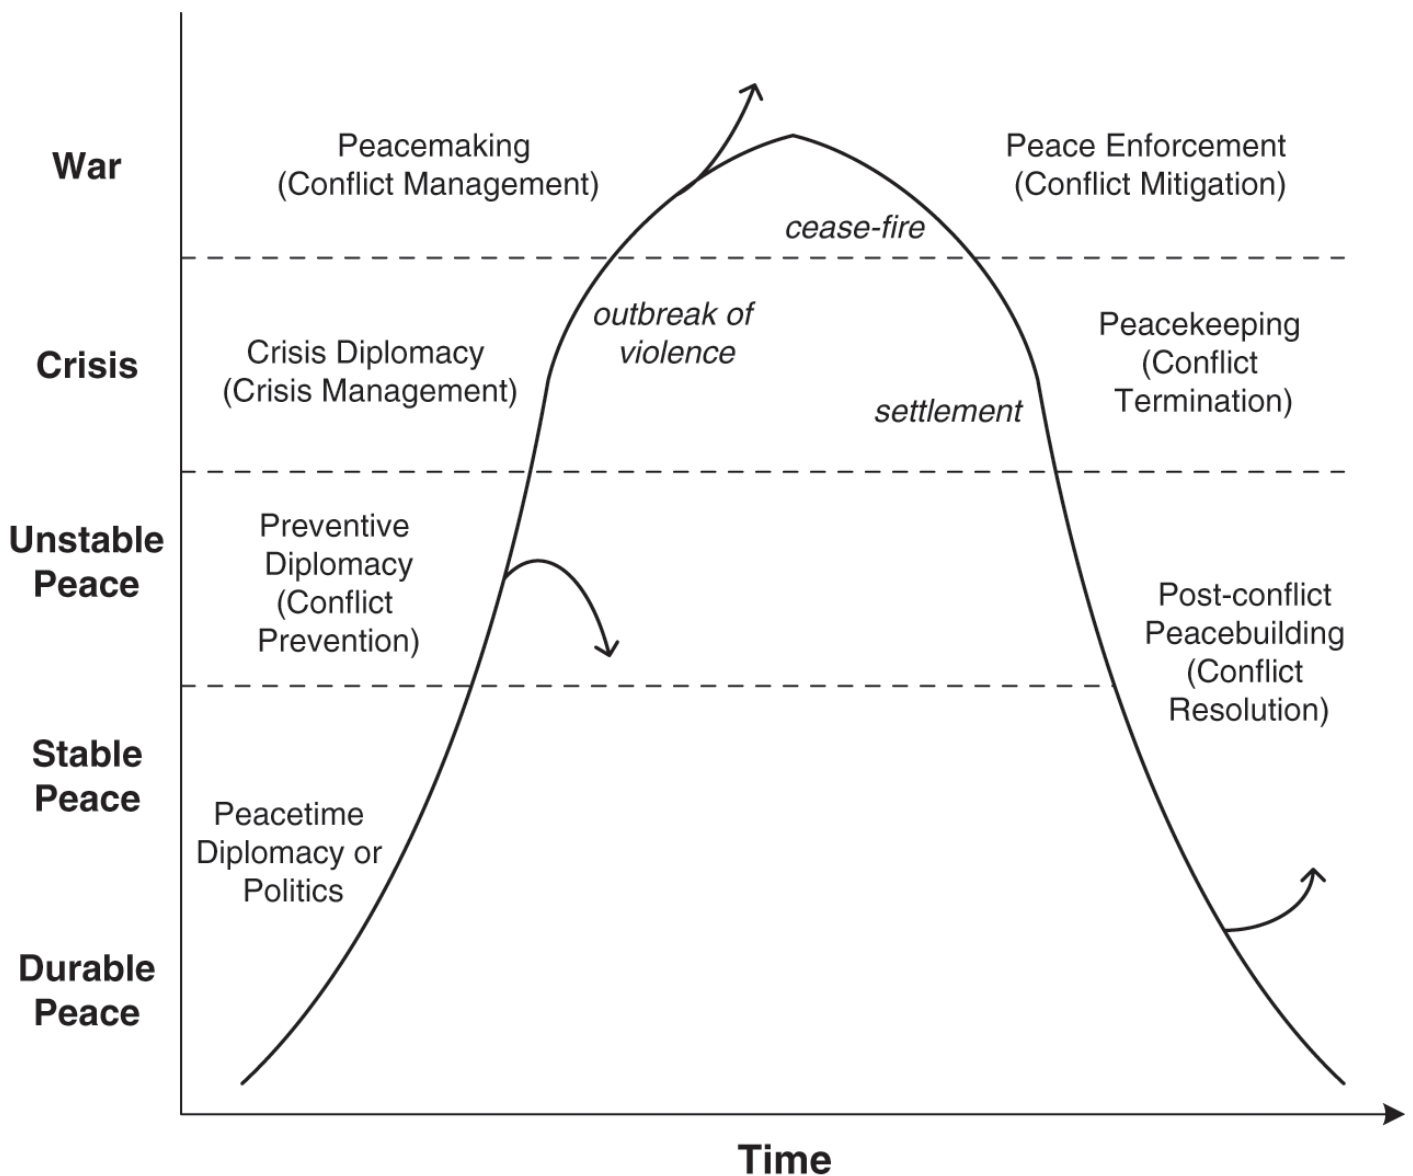 War
Peacemaking
(Conflict Management)
Peace Enforcement
(Conflict Mitigation)
cease-fire
Crisis
Crisis Diplomacy
(Crisis Management)
outbreak of
violence
settlement
Peacekeeping
(Conflict
Termination)
Unstable
Peace
Preventive
Diplomacy
(Conflict
Prevention)
Post-conflict
Peacebuilding
(Conflict
Resolution)
Stable
Peace
Peacetime
Diplomacy or
Politics
Durable
Peace
Time